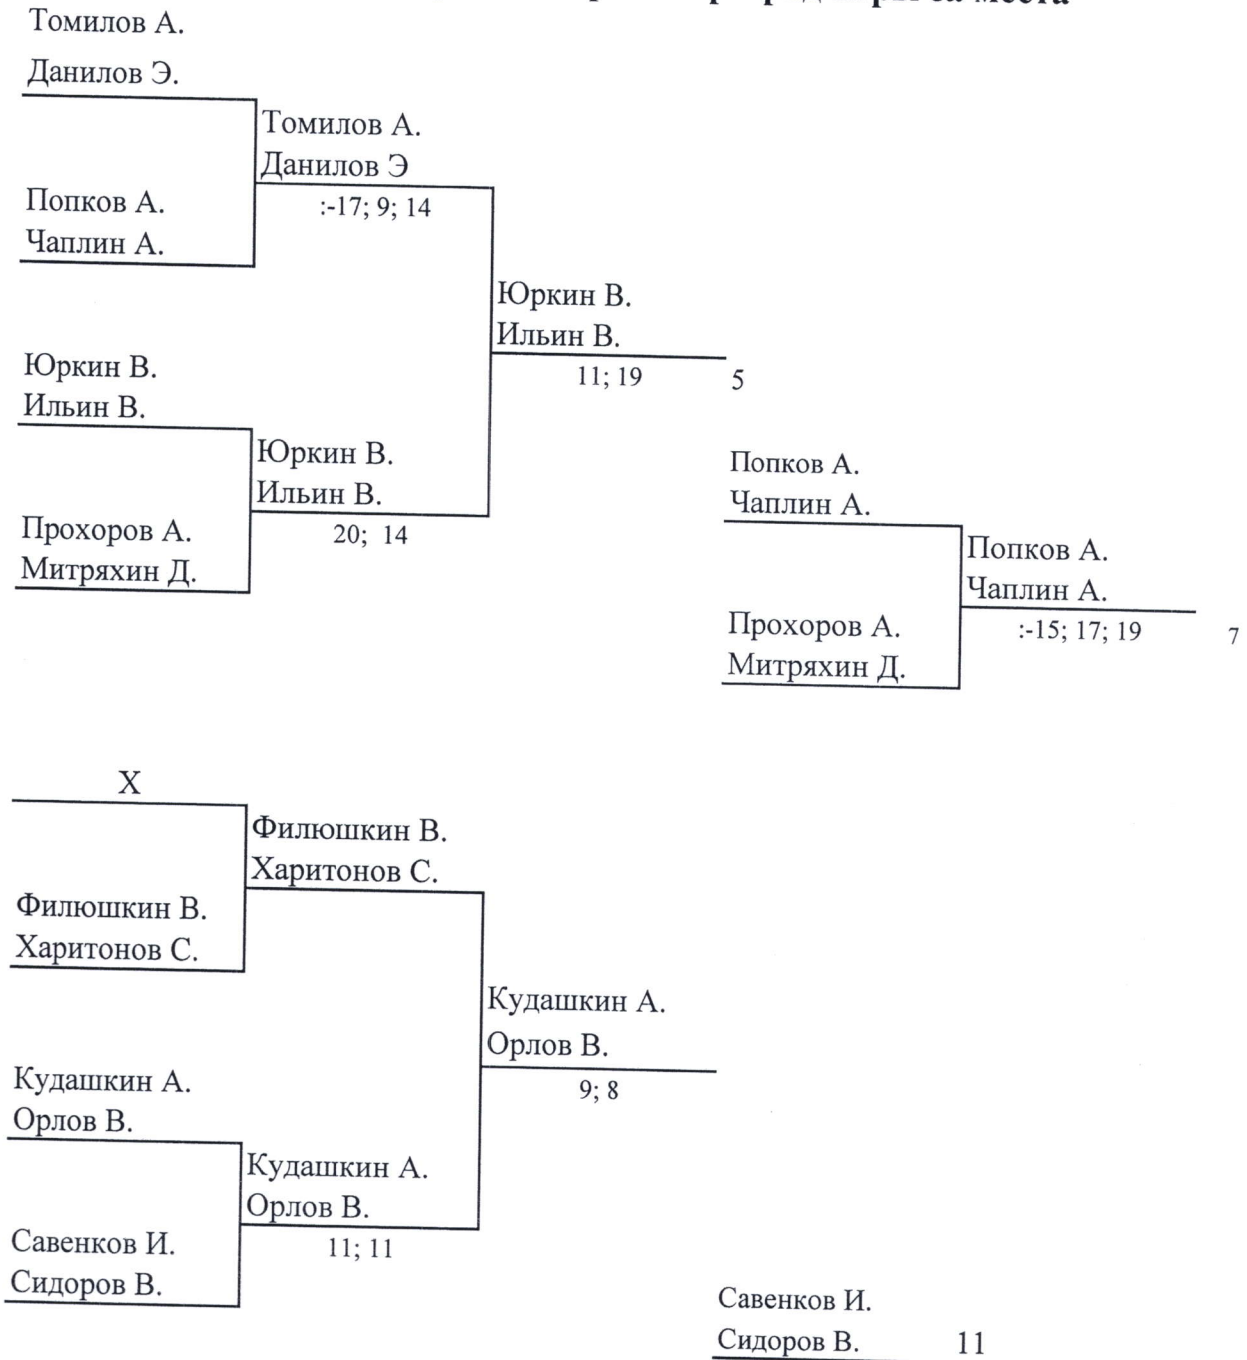 за места
Томилов А.
Данилов Э.
Томилов А.
Данилов Э
:-17; 9; 14
Попков А.
Чаплин А.
Юркин В.
Ильин В.
11; 19
5
Юркин В.
Ильин В.
Юркин В.
Ильин В.
20; 14
Прохоров А.
Митряхин Д.
Попков А.
Чаплин А.
Попков А.
Чаплин А.
:-15; 17; 19
7
Прохоров А.
Митряхин Д.
Х
Филюшкин В.
Харитонов С.
Филюшкин В.
Харитонов С.
Кудашкин А.
Орлов В.
9; 8
Кудашкин А.
Орлов В.
Кудашкин А.
Орлов В.
11; 11
Савенков И.
Сидоров В.
Савенков И.
Сидоров В.
11